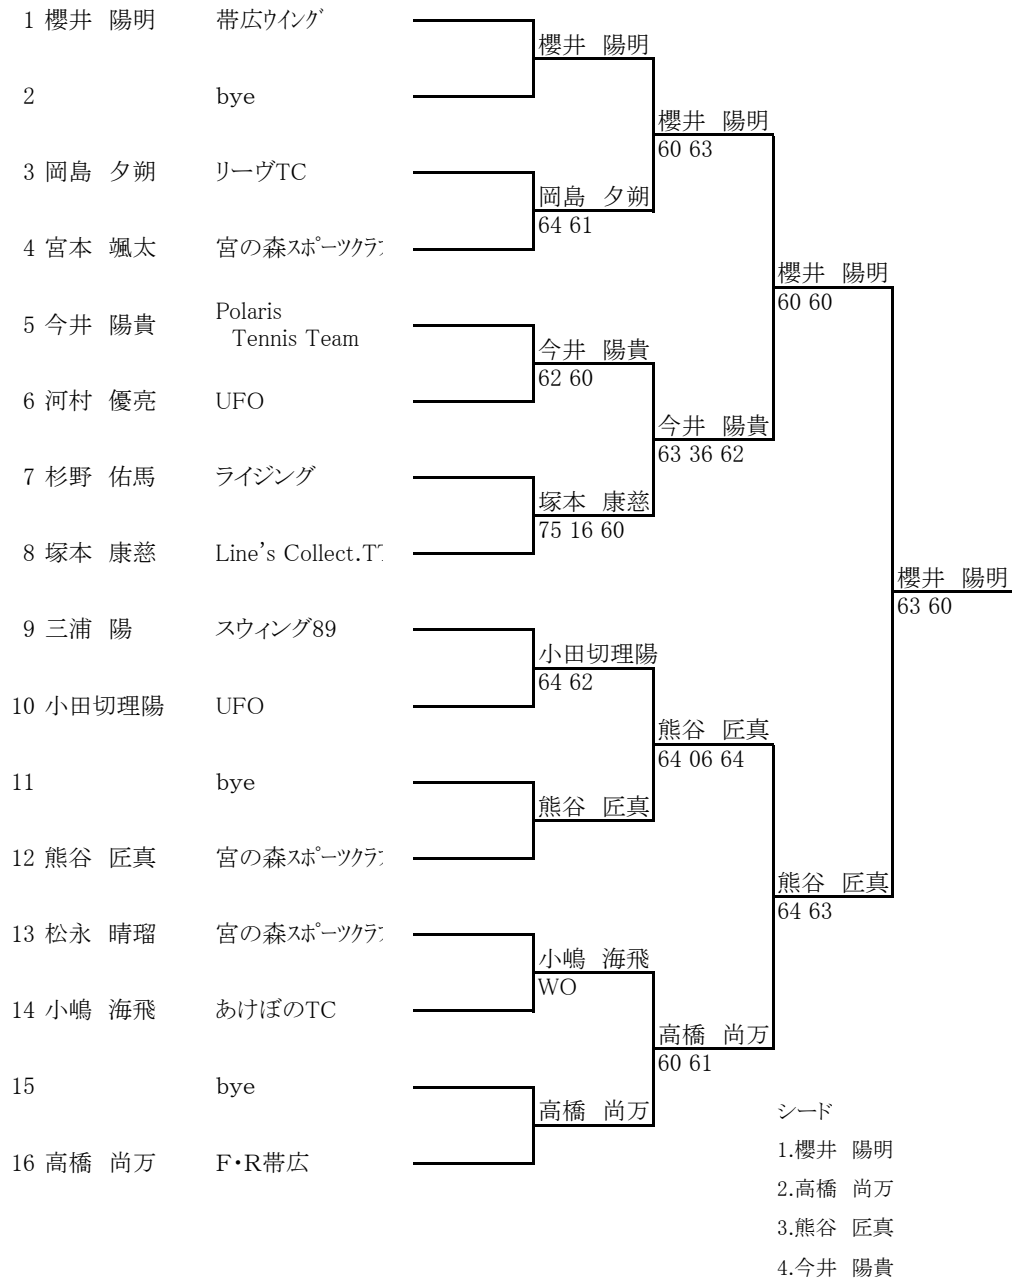 1 櫻井 陽明 帯広ウイング
櫻井 陽明
2 bye
櫻井 陽明
60 63
3 岡島 夕朔 リーヴTC
岡島 夕朔
64 61
4 宮本 颯太 宮の森スポーツクラブ
櫻井 陽明
60 60
5 今井 陽貴 Polaris
Tennis Team
今井 陽貴
62 60
6 河村 優亮 UFO
今井 陽貴
63 36 62
7 杉野 佑馬 ライジング
塚本 康慈
75 16 60
8 塚本 康慈 Line's Collect.T
櫻井 陽明
63 60
9 三浦 陽 スウィング89
小田切理陽
64 62
10 小田切理陽 UFO
熊谷 匠真
64 06 64
11 bye
熊谷 匠真
12 熊谷 匠真 宮の森スポーツクラブ
熊谷 匠真
64 63
13 松永 晴瑠 宮の森スポーツクラブ
小嶋 海飛
WO
14 小嶋 海飛 あけぼのTC
高橋 尚万
60 61
15 bye
高橋 尚万
16 高橋 尚万 F・R帯広
シード
1.櫻井 陽明
2.高橋 尚万
3.熊谷 匠真
4.今井 陽貴